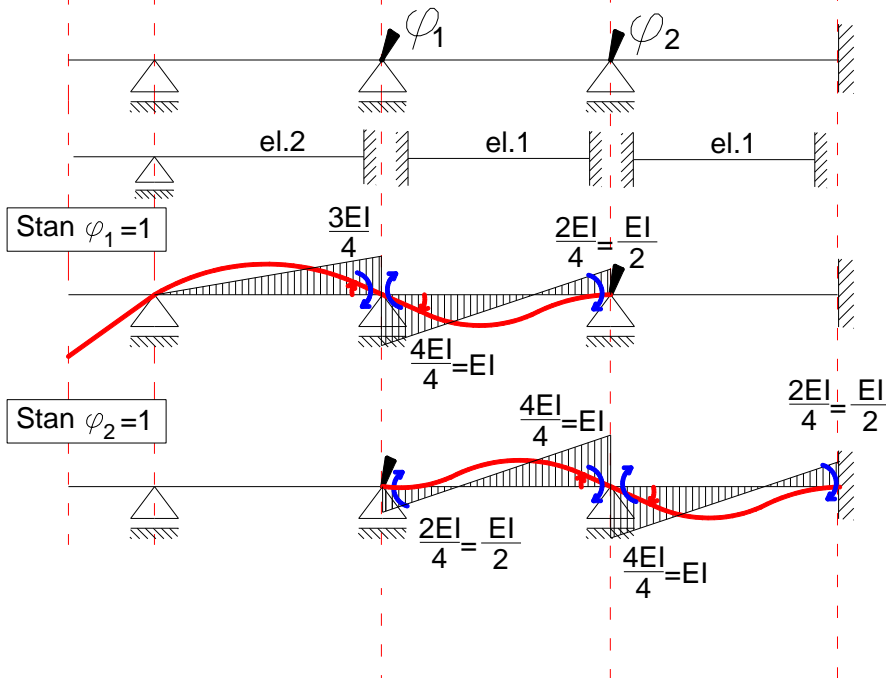 φ1 φ2
el.2 el.1 el.1
Stan φ1=1
3EI/4
2EI/4=EI/2
4EI/4=EI
Stan φ2=1
4EI/4=EI
2EI/4=EI/2
2EI/4=EI/2
4EI/4=EI